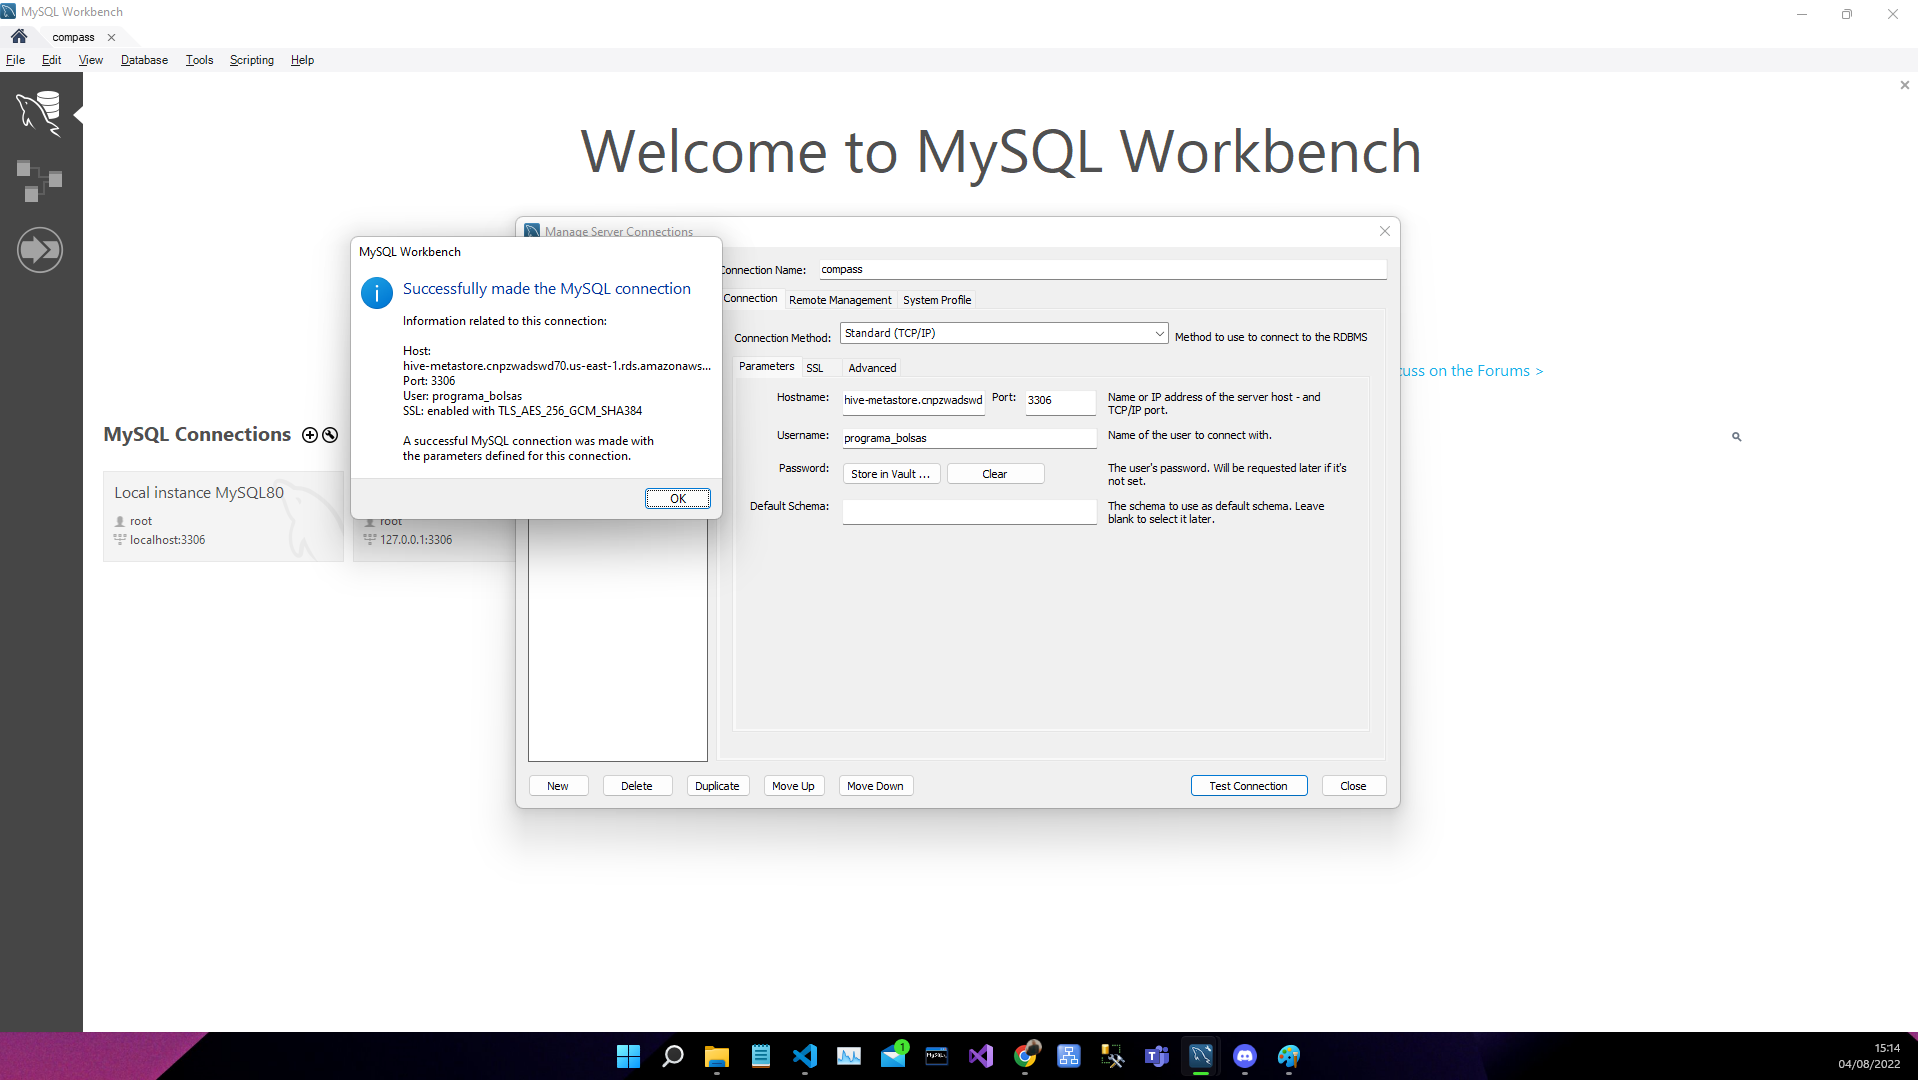 MySQL Workbench
compass
File Edit View Database Tools Scripting Help
Welcome to MySQL Workbench
Manage Server Connections
MySQL Workbench
Successfully made the MySQL connection
Information related to this connection:
Host:
hive-metastore.cnpzwadswd70.us-east-1.rds.amazonaws...
Port: 3306
User: programa_bolsas
SSL: enabled with TLS_AES_256_GCM_SHA384
A successful MySQL connection was made with
the parameters defined for this connection.
OK
Connection Name: compass
Connection Remote Management System Profile
Connection Method: Standard (TCP/IP) Method to use to connect to the RDBMS
Parameters SSL Advanced
Hostname: hive-metastore.cnpzwadswd Port: 3306 Name or IP address of the server host - and
TCP/IP port.
Username: programa_bolsas Name of the user to connect with.
Password: Store in Vault ... Clear The user's password. Will be requested later if it's
not set.
Default Schema: The schema to use as default schema. Leave
blank to select it later.
New Delete Duplicate Move Up Move Down Test Connection Close
cuss on the Forums >
MySQL Connections
Local instance MySQL80
root
localhost:3306
root
127.0.0.1:3306
1
MySQL
15:14
04/08/2022